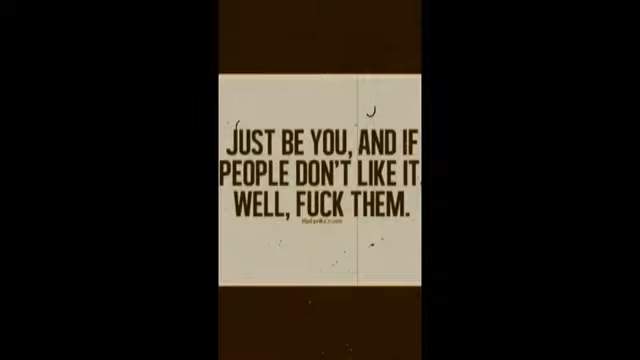 JUST BE YOU, AND IF
PEOPLE DON'T LIKE IT,
WELL, FUCK THEM.